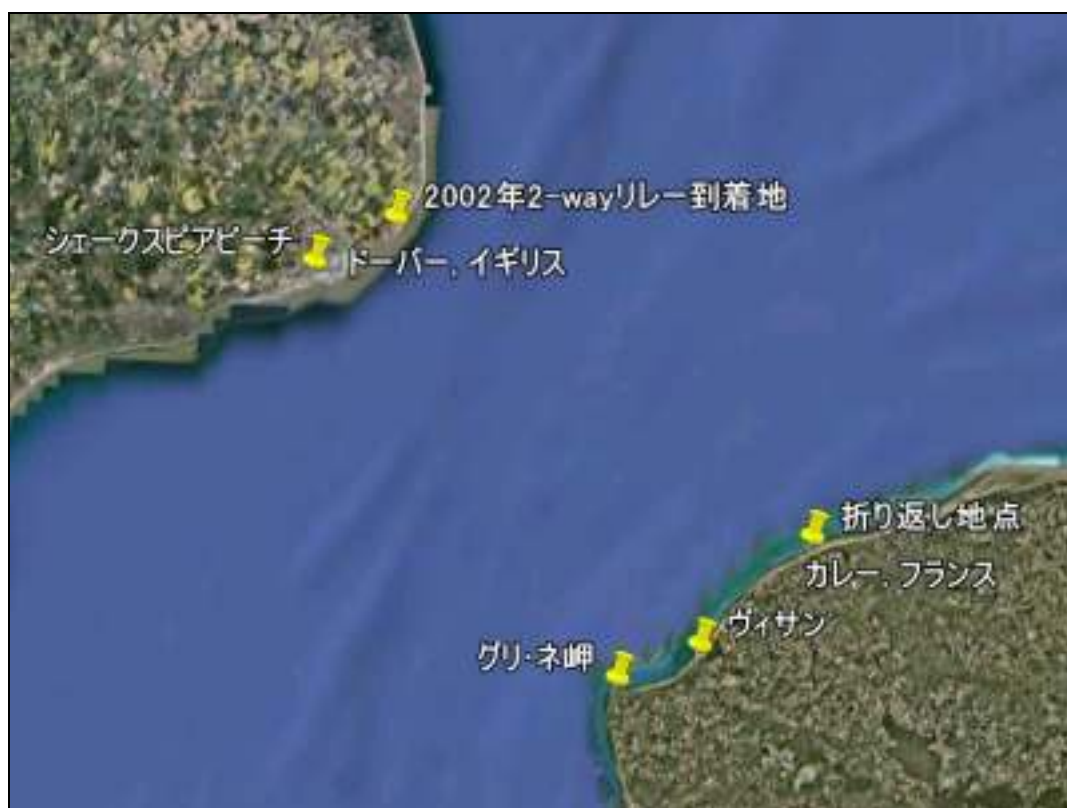 2002年2-wayリレー到着地
シェークスピアビーチ
ドーバー, イギリス
折り返し地点
カレー, フランス
ヴィサン
グリ・ネ岬